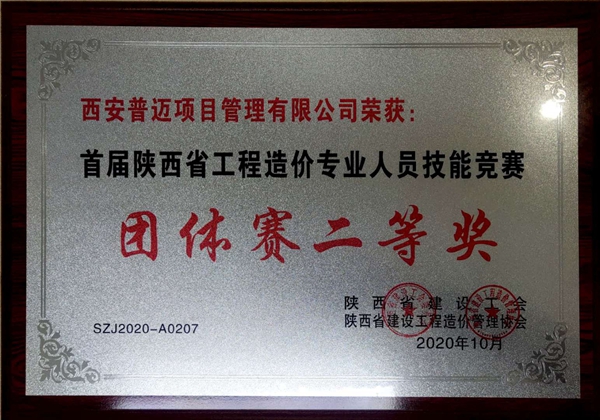 西安普迈项目管理有限公司荣获：
首届陕西省工程造价专业人员技能竞赛
团体赛二等奖
陕西省建设工会
陕西省建设工程造价管理协会
SZJ2020-A0207
2020年10月